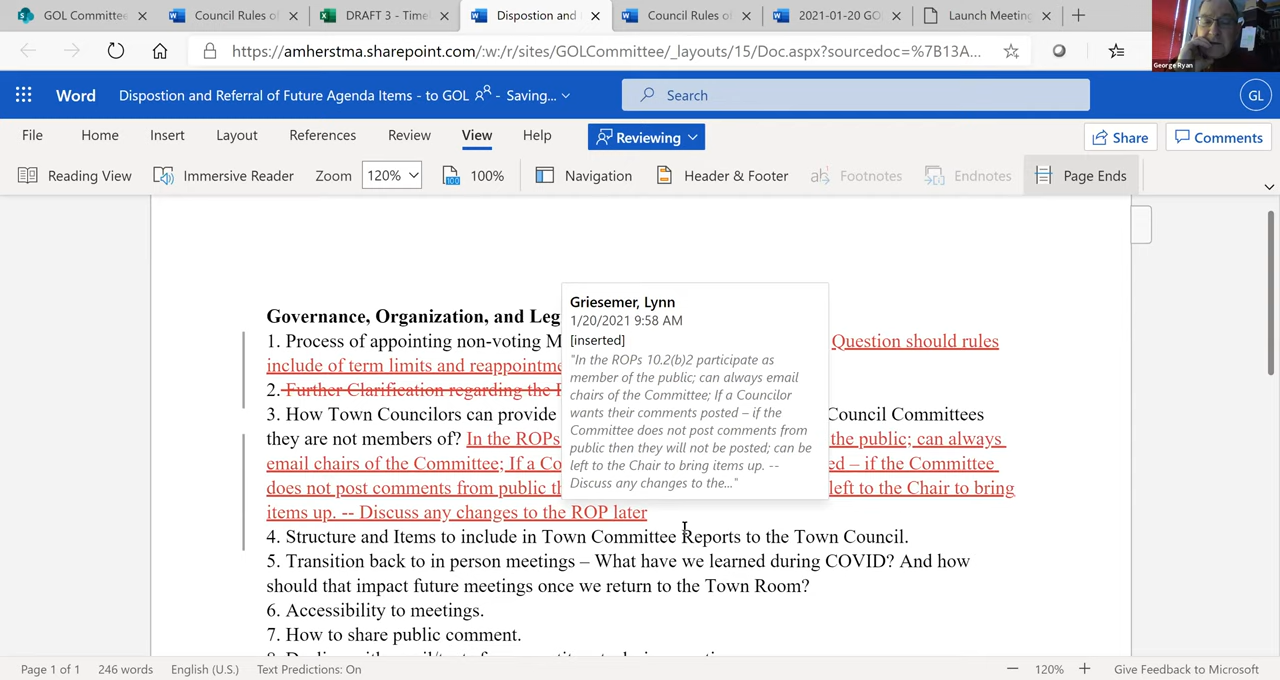 GOL Committee
Council Rules of
DRAFT 3 - Time
Dispostion and
Council Rules of
2021-01-20 GO
Launch Meeting
George Ryan
https://amherstma.sharepoint.com/:w:/r/sites/GOLCommittee/_layouts/15/Doc.aspx?sourcedoc=%7B13A...
Word
Dispostion and Referral of Future Agenda Items - to GOL - Saving...
Search
GL
File Home Insert Layout References Review View Help Reviewing Share Comments
Reading View Immersive Reader Zoom 120% 100% Navigation Header & Footer Footnotes Endnotes Page Ends
Governance, Organization, and Leg
1. Process of appointing non-voting M Question should rules
include of term limits and reappointme
2. Further Clarification regarding the
3. How Town Councilors can provide Council Committees
they are not members of? In the ROPs the public; can always
email chairs of the Committee; If a Co ed – if the Committee
does not post comments from public th left to the Chair to bring
items up. -- Discuss any changes to the ROP later
4. Structure and Items to include in Town Committee Reports to the Town Council.
5. Transition back to in person meetings – What have we learned during COVID? And how
should that impact future meetings once we return to the Town Room?
6. Accessibility to meetings.
7. How to share public comment.
Griesemer, Lynn
1/20/2021 9:58 AM
[inserted]
"In the ROPs 10.2(b)2 participate as
member of the public; can always email
chairs of the Committee; If a Councilor
wants their comments posted – if the
Committee does not post comments from
public then they will not be posted; can be
left to the Chair to bring items up. --
Discuss any changes to the..."
Page 1 of 1 246 words English (U.S.) Text Predictions: On 120% Give Feedback to Microsoft